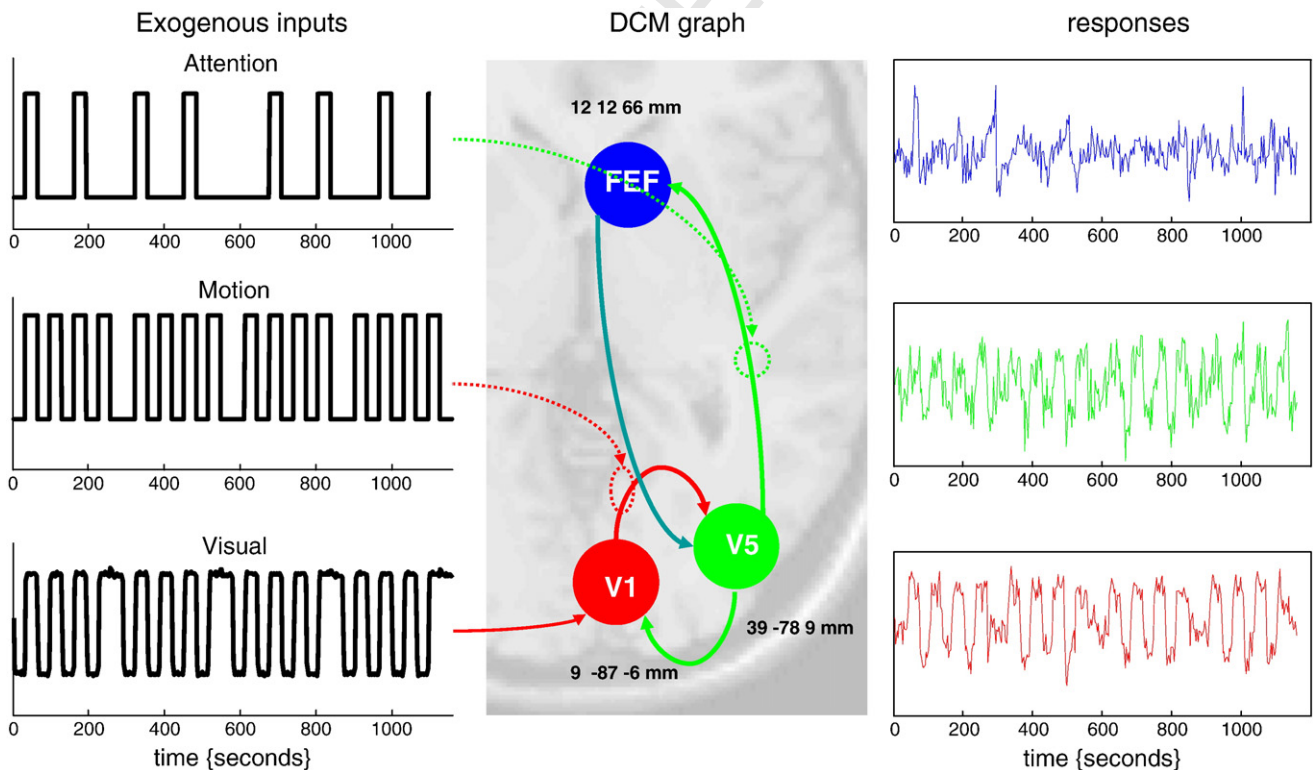 Exogenous inputs
Attention
0 200 400 600 800 1000
Motion
0 200 400 600 800 1000
Visual
0 200 400 600 800 1000
time {seconds}
DCM graph
12 12 66 mm
FEF
V5
V1
39 -78 9 mm
9 -87 -6 mm
responses
0 200 400 600 800 1000
0 200 400 600 800 1000
0 200 400 600 800 1000
time {seconds}